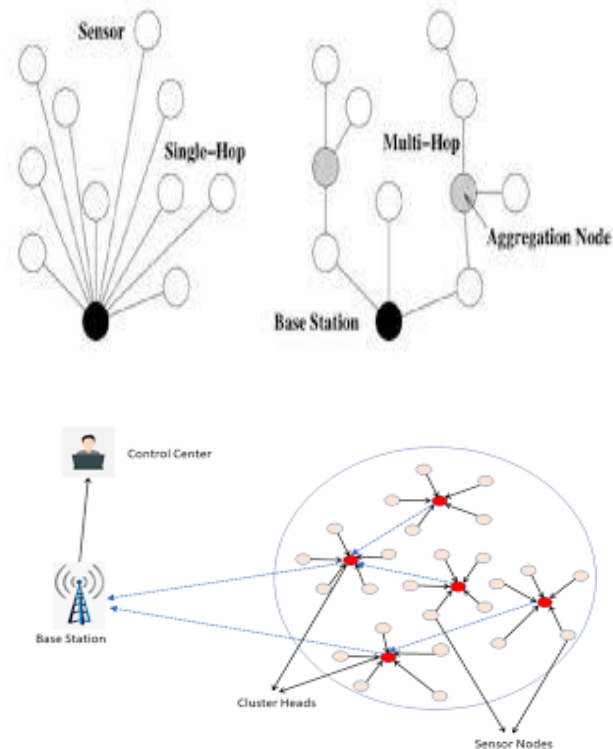 Sensor
Single-Hop
Multi-Hop
Aggregation Node
Base Station
Control Center
Base Station
Cluster Heads
Sensor Nodes